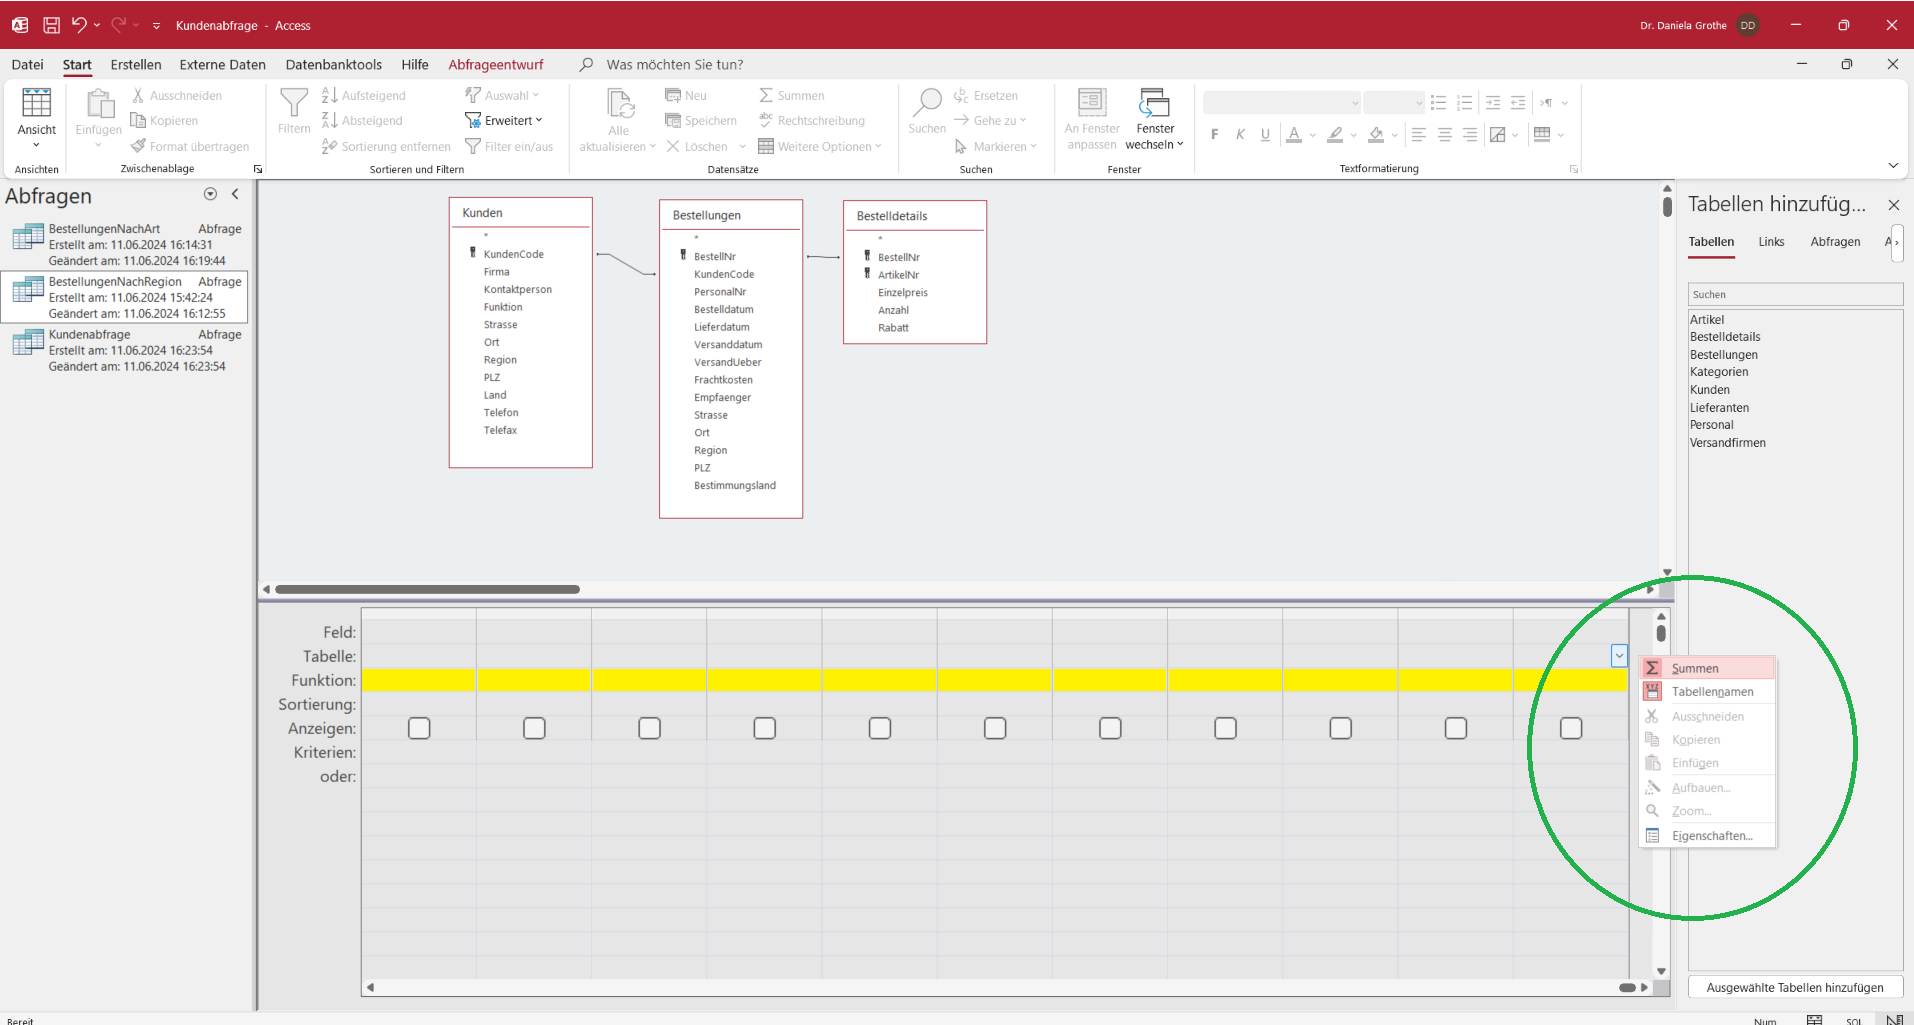 Kundenabfrage - Access
Dr. Daniela Grothe DD
Datei Start Erstellen Externe Daten Datenbanktools Hilfe Abfrageentwurf Was möchten Sie tun?
Ansicht
Ansichten
Einfügen
Ausschneiden
Kopieren
Format übertragen
Zwischenablage
Filtern
Aufsteigend
Absteigend
Sortierung entfernen
Auswahl
Erweitert
Filter ein/aus
Sortieren und Filtern
Alle
aktualisieren
Neu
Speichern
Löschen
Summen
Rechtschreibung
Weitere Optionen
Datensätze
Suchen
Ersetzen
Gehe zu
Markieren
Suchen
An Fenster
anpassen
Fenster
wechseln
Fenster
F K U A
Textformatierung
Abfragen
BestellungenNachArt Abfrage
Erstellt am: 11.06.2024 16:14:31
Geändert am: 11.06.2024 16:19:44
BestellungenNachRegion Abfrage
Erstellt am: 11.06.2024 15:42:24
Geändert am: 11.06.2024 16:12:55
Kundenabfrage Abfrage
Erstellt am: 11.06.2024 16:23:54
Geändert am: 11.06.2024 16:23:54
Kunden
*
KundenCode
Firma
Kontaktperson
Funktion
Strasse
Ort
Region
PLZ
Land
Telefon
Telefax
Bestellungen
*
BestellNr
KundenCode
PersonalNr
Bestelldatum
Lieferdatum
Versanddatum
VersandUeber
Frachtkosten
Empfaenger
Strasse
Ort
Region
PLZ
Bestimmungsland
Bestelldetails
*
BestellNr
ArtikelNr
Einzelpreis
Anzahl
Rabatt
Feld:
Tabelle:
Funktion:
Sortierung:
Anzeigen:
Kriterien:
oder:
Summen
Tabellennamen
Ausschneiden
Kopieren
Einfügen
Aufbauen...
Zoom...
Eigenschaften...
Tabellen hinzufüg...
Tabellen Links Abfragen A
Suchen
Artikel
Bestelldetails
Bestellungen
Kategorien
Kunden
Lieferanten
Personal
Versandfirmen
Ausgewählte Tabellen hinzufügen
Bereit
Num SQL